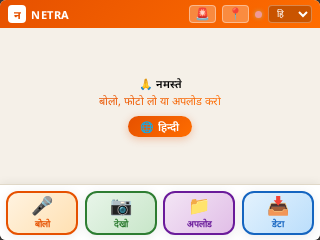 न NETRA हि
🙏 नमस्ते
बोलो, फोटो लो या अपलोड करो
🌐 हिन्दी
बोलो देखो अपलोड डेटा